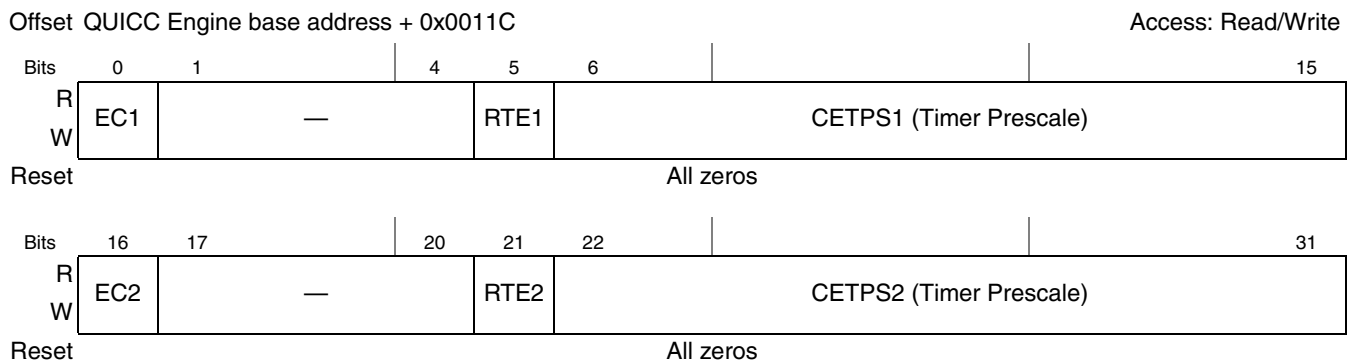 Offset QUICC Engine base address + 0x0011C Access: Read/Write
Bits 0 1 4 5 6 15
R
W
EC1 — RTE1 CETPS1 (Timer Prescale)
Reset All zeros
Bits 16 17 20 21 22 31
R
W
EC2 — RTE2 CETPS2 (Timer Prescale)
Reset All zeros